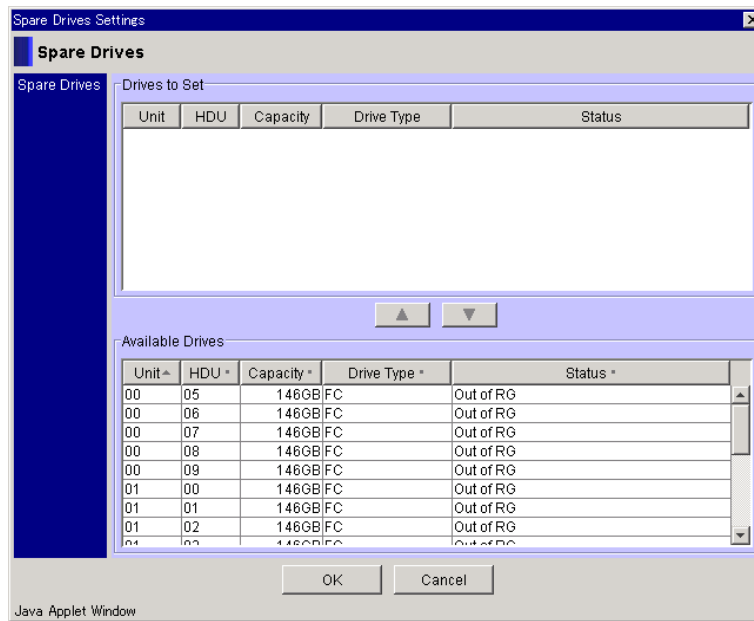 Spare Drives Settings
Spare Drives
Spare Drives
Drives to Set
Unit HDU Capacity Drive Type Status
Available Drives
Unit HDU Capacity Drive Type Status
00 05 146GB FC Out of RG
00 06 146GB FC Out of RG
00 07 146GB FC Out of RG
00 08 146GB FC Out of RG
00 09 146GB FC Out of RG
01 00 146GB FC Out of RG
01 01 146GB FC Out of RG
01 02 146GB FC Out of RG
OK Cancel
Java Applet Window